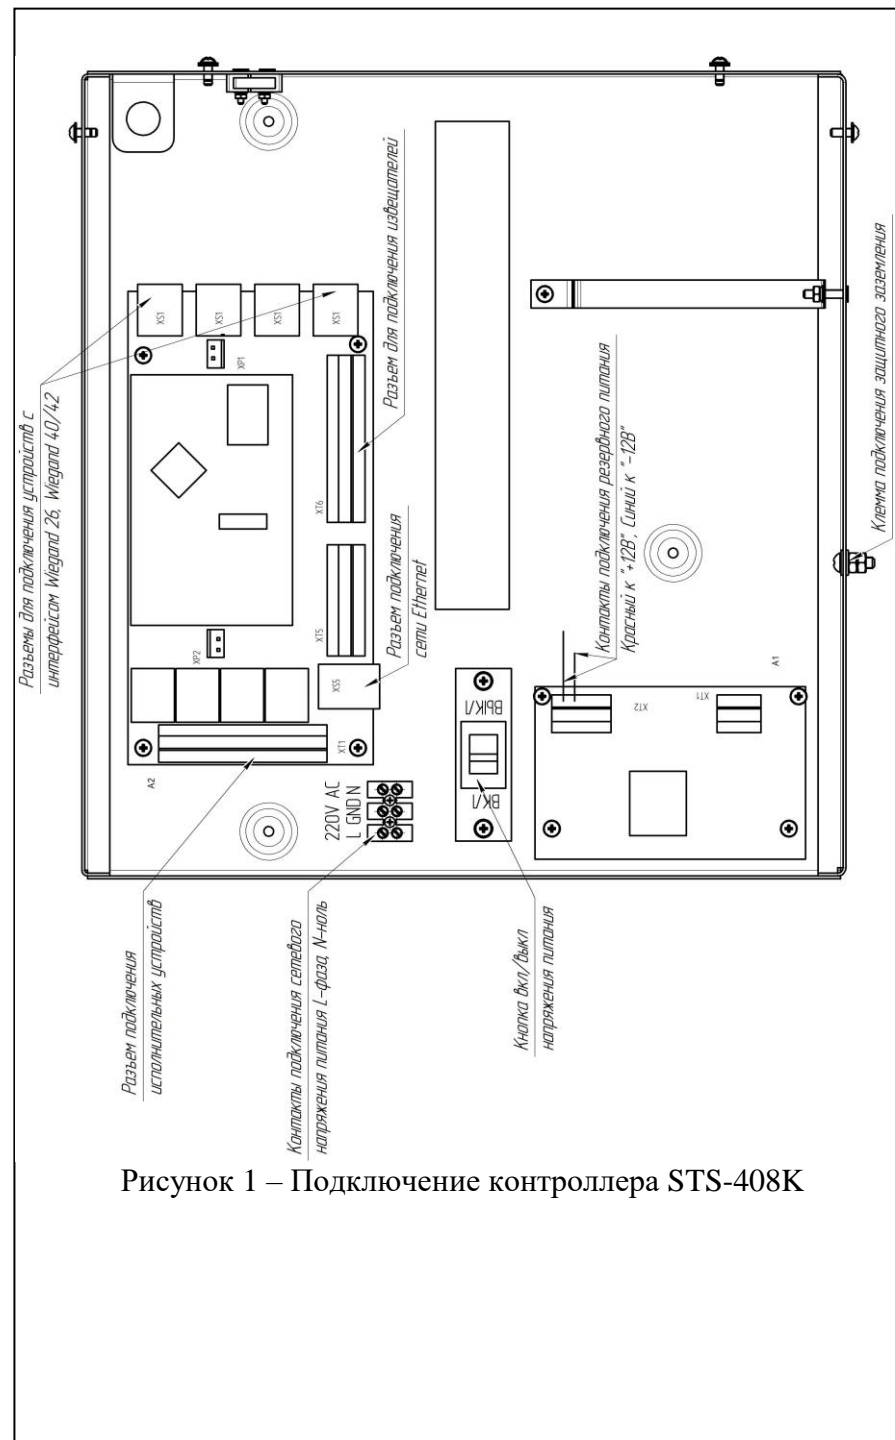 Разъемы для подключения устройств с
интерфейсом Wiegand 26, Wiegand 40/42
Разъем для подключения извещателей
Разъем подключения
сети Ethernet
Контакты подключения резервного питания
Красный к "+12В", Синий к "-12В"
Клемма подключения защитного заземления
XS1
XS1
XS1
XS1
XP1
XT6
XT5
XP2
XS5
XT1
A2
220V AC
L GND N
ВЫКЛ
ВКЛ
XT2
XT1
A1
Разъем подключения
исполнительных устройств
Контакты подключения сетевого
напряжения питания L-фаза, N-ноль
Кнопка вкл/выкл
напряжения питания
Рисунок 1 – Подключение контроллера STS-408K